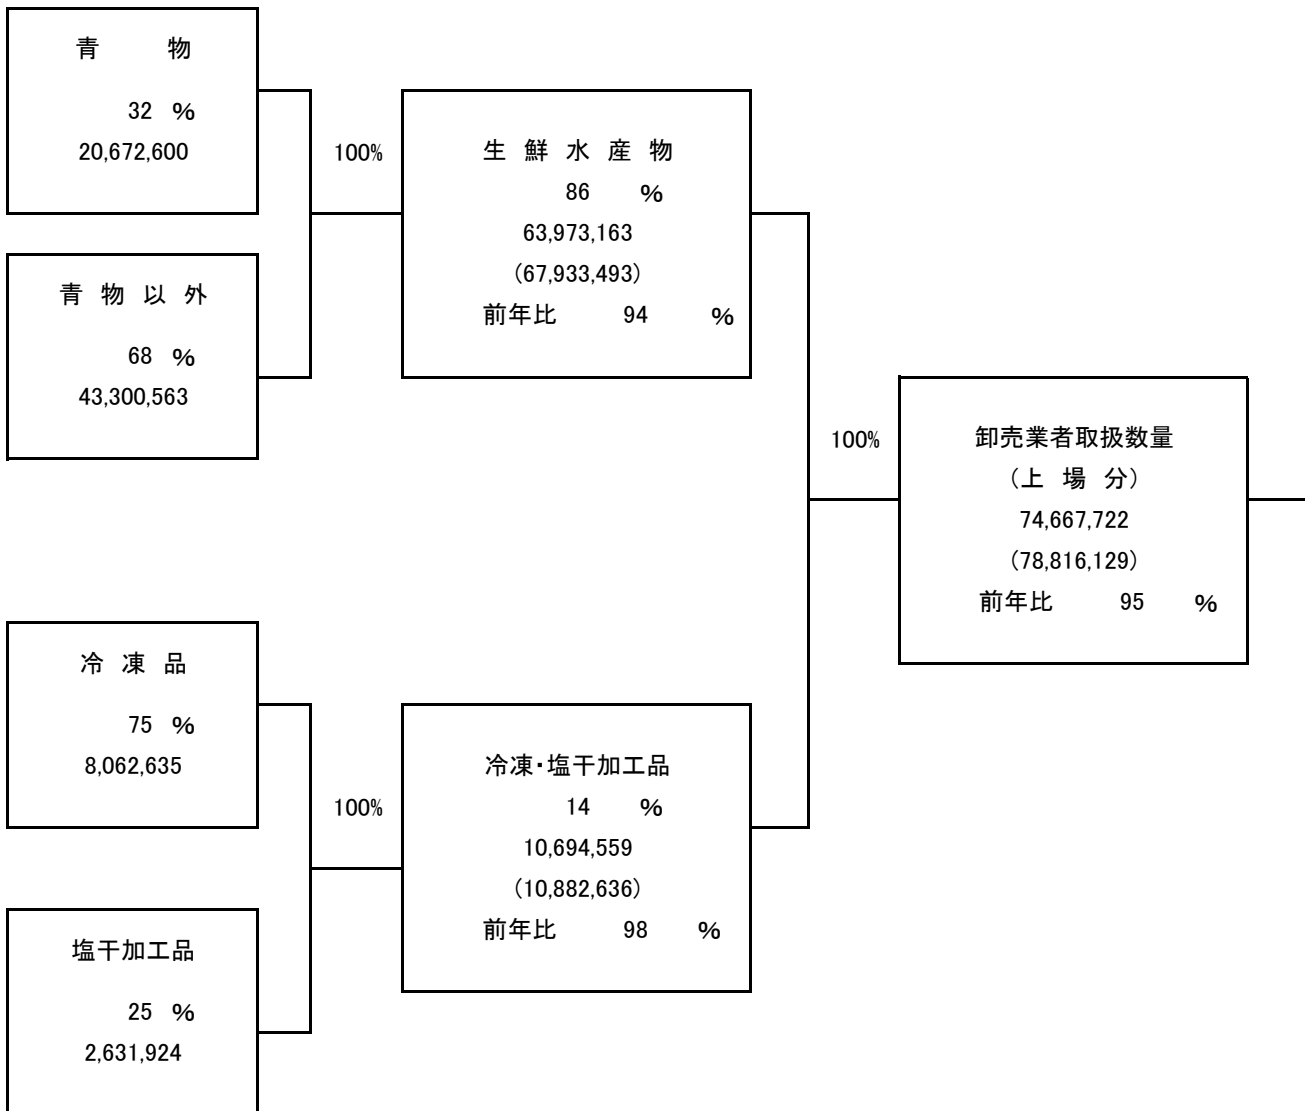 青 物
32 %
20,672,600
青 物 以 外
68 %
43,300,563
100%
生 鮮 水 産 物
86 %
63,973,163
(67,933,493)
前年比 94 %
冷 凍 品
75 %
8,062,635
塩干加工品
25 %
2,631,924
100%
冷凍・塩干加工品
14 %
10,694,559
(10,882,636)
前年比 98 %
100%
卸売業者取扱数量
(上 場 分)
74,667,722
(78,816,129)
前年比 95 %